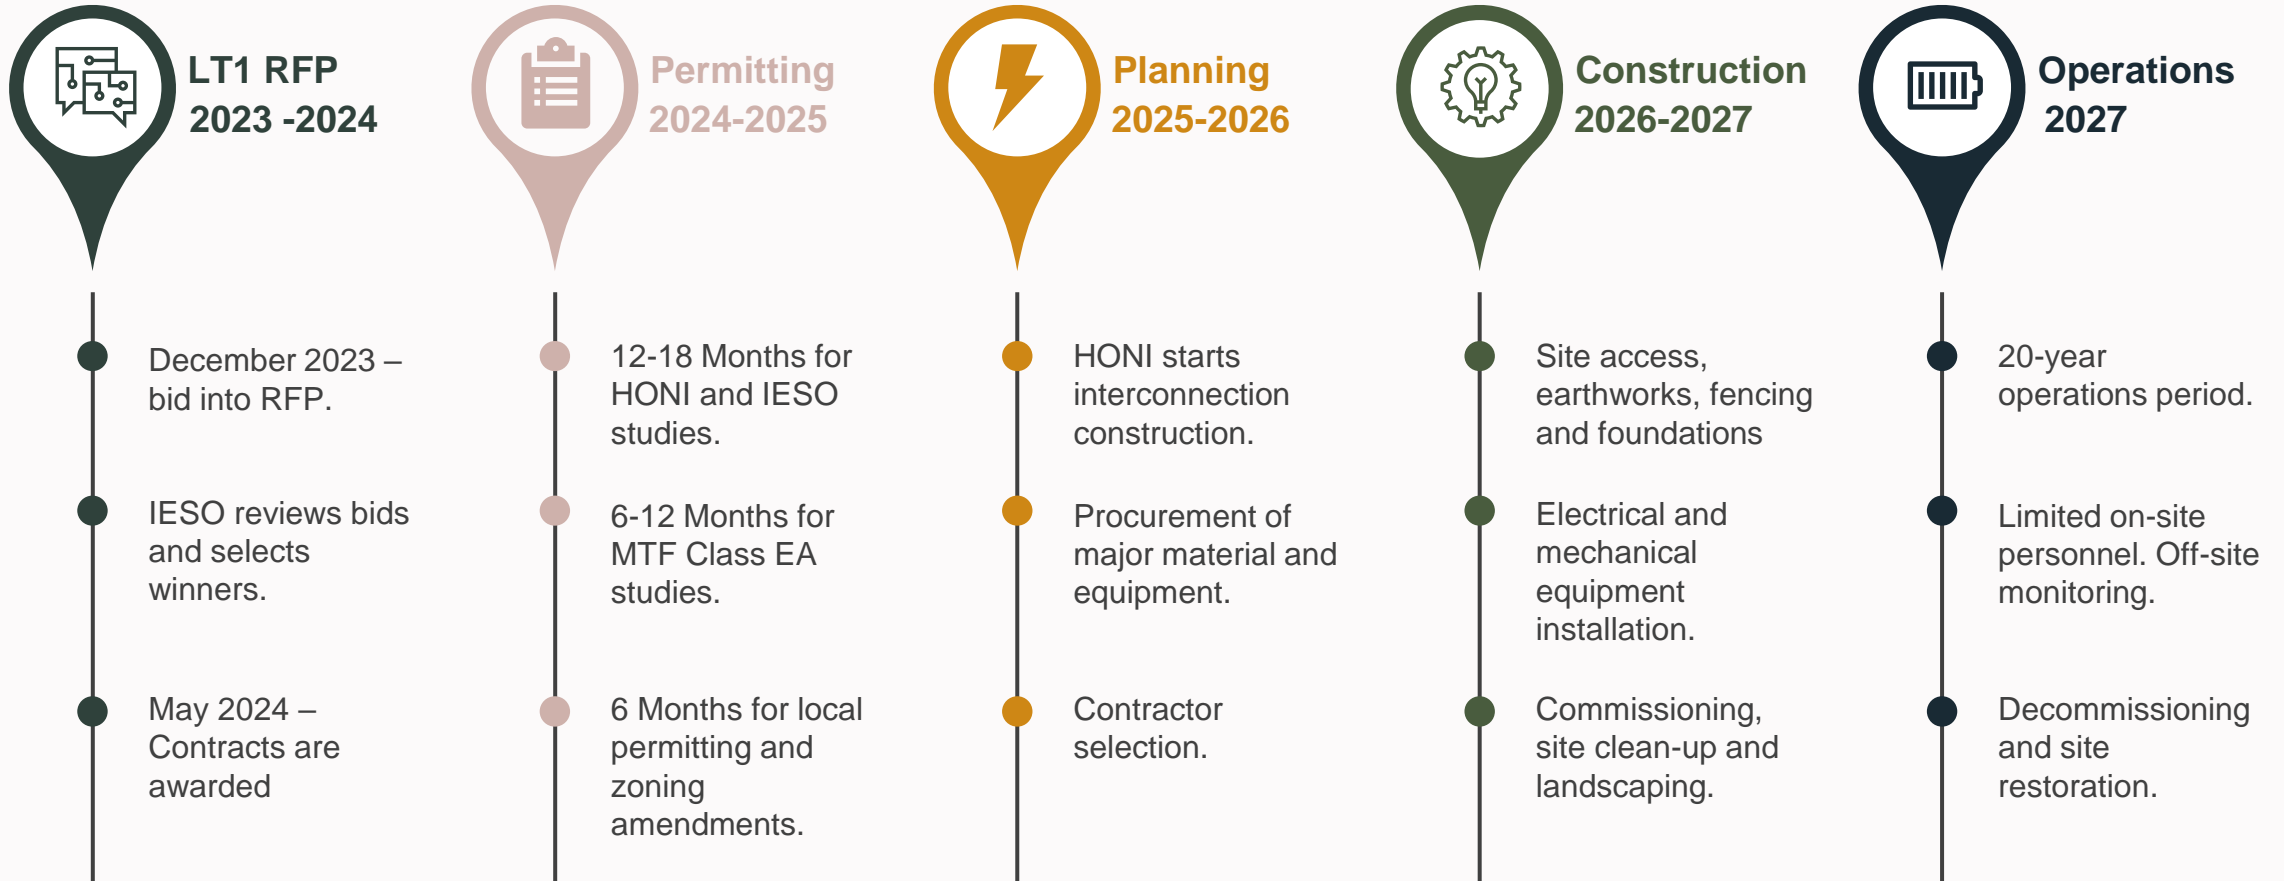 LT1 RFP
2023 -2024
December 2023 –
bid into RFP.
IESO reviews bids
and selects
winners.
May 2024 –
Contracts are
awarded
Permitting
2024-2025
12-18 Months for
HONI and IESO
studies.
6-12 Months for
MTF Class EA
studies.
6 Months for local
permitting and
zoning
amendments.
Planning
2025-2026
HONI starts
interconnection
construction.
Procurement of
major material and
equipment.
Contractor
selection.
Construction
2026-2027
Site access,
earthworks, fencing
and foundations
Electrical and
mechanical
equipment
installation.
Commissioning,
site clean-up and
landscaping.
Operations
2027
20-year
operations period.
Limited on-site
personnel. Off-site
monitoring.
Decommissioning
and site
restoration.